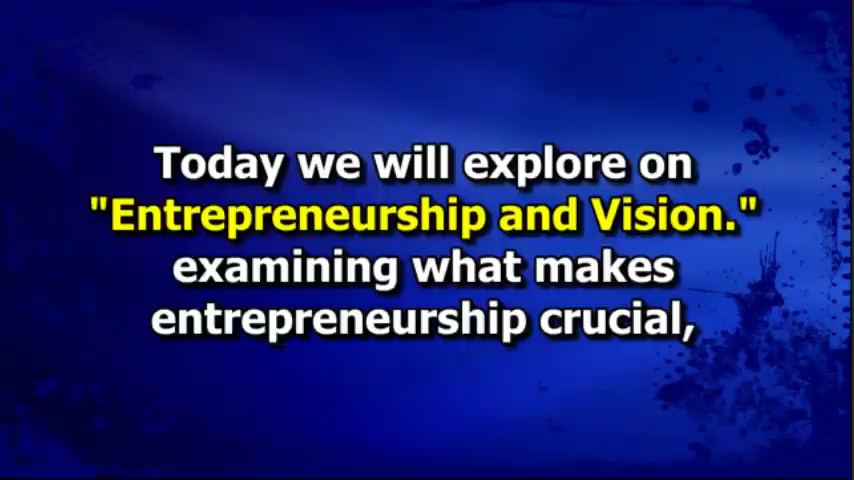 Today we will explore on
"Entrepreneurship and Vision."
examining what makes
entrepreneurship crucial,